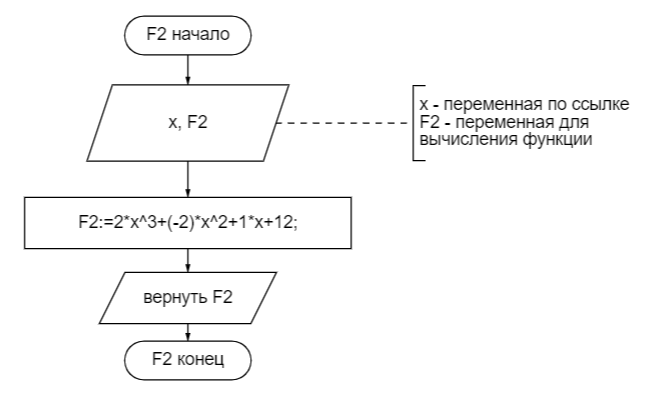 F2 начало
x, F2
x - переменная по ссылке
F2 - переменная для
вычисления функции
F2:=2*x^3+(-2)*x^2+1*x+12;
вернуть F2
F2 конец